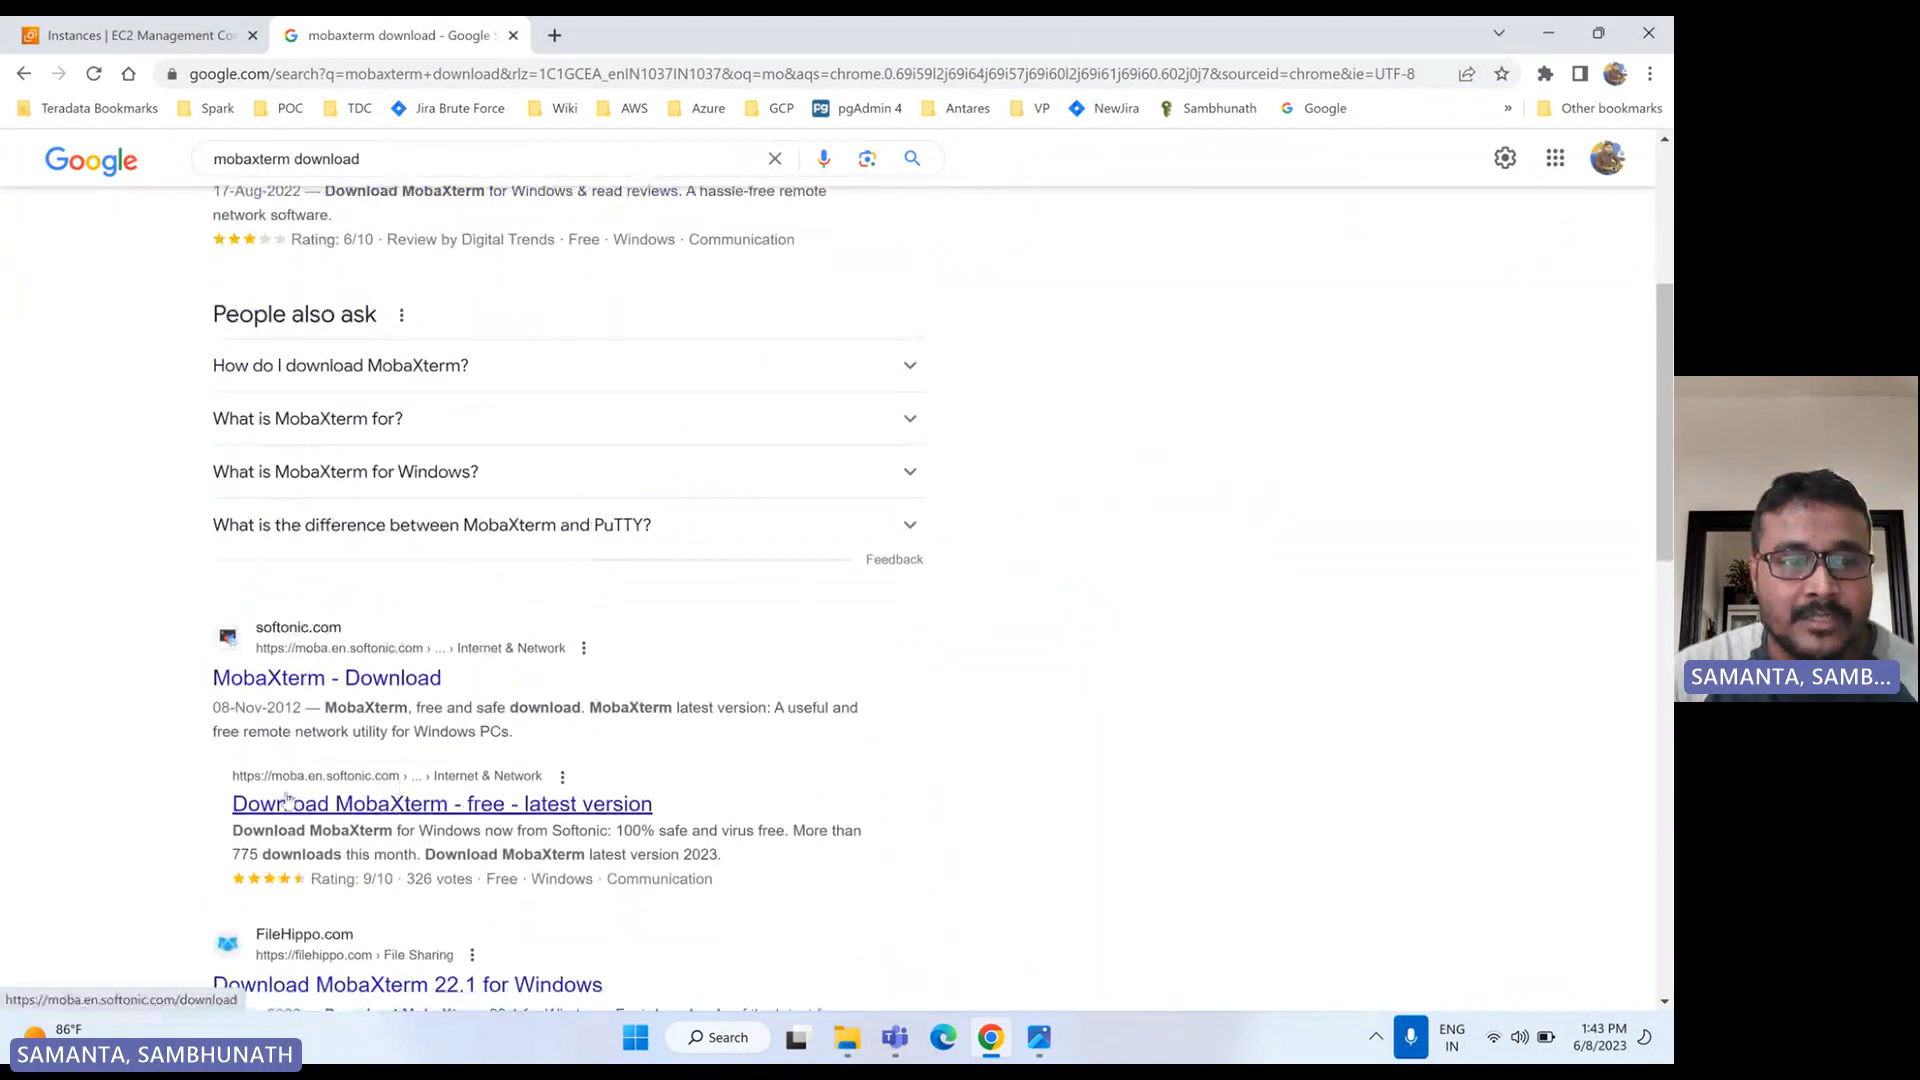 Instances | EC2 Management Con
mobaxterm download - Google S
google.com/search?q=mobaxterm+download&rlz=1C1GCEA_enIN1037IN1037&oq=mo&aqs=chrome.0.69i59l2j69i64j69i57j69i60l2j69i61j69i60.602j0j7&sourceid=chrome&ie=UTF-8
Teradata Bookmarks Spark POC TDC Jira Brute Force Wiki AWS Azure GCP pgAdmin 4 Antares VP NewJira Sambhunath Google » Other bookmarks
Google
mobaxterm download
17-Aug-2022 — Download MobaXterm for Windows & read reviews. A hassle-free remote
network software.
Rating: 6/10 · Review by Digital Trends · Free · Windows · Communication
People also ask
How do I download MobaXterm?
What is MobaXterm for?
What is MobaXterm for Windows?
What is the difference between MobaXterm and PuTTY?
Feedback
softonic.com
https://moba.en.softonic.com › ... › Internet & Network
MobaXterm - Download
08-Nov-2012 — MobaXterm, free and safe download. MobaXterm latest version: A useful and
free remote network utility for Windows PCs.
https://moba.en.softonic.com › ... › Internet & Network
Download MobaXterm - free - latest version
Download MobaXterm for Windows now from Softonic: 100% safe and virus free. More than
775 downloads this month. Download MobaXterm latest version 2023.
Rating: 9/10 · 326 votes · Free · Windows · Communication
FileHippo.com
https://filehippo.com › File Sharing
Download MobaXterm 22.1 for Windows
https://moba.en.softonic.com/download
86°F
Search
ENG
IN
1:43 PM
6/8/2023
SAMANTA, SAMBHUNATH
SAMANTA, SAMB...